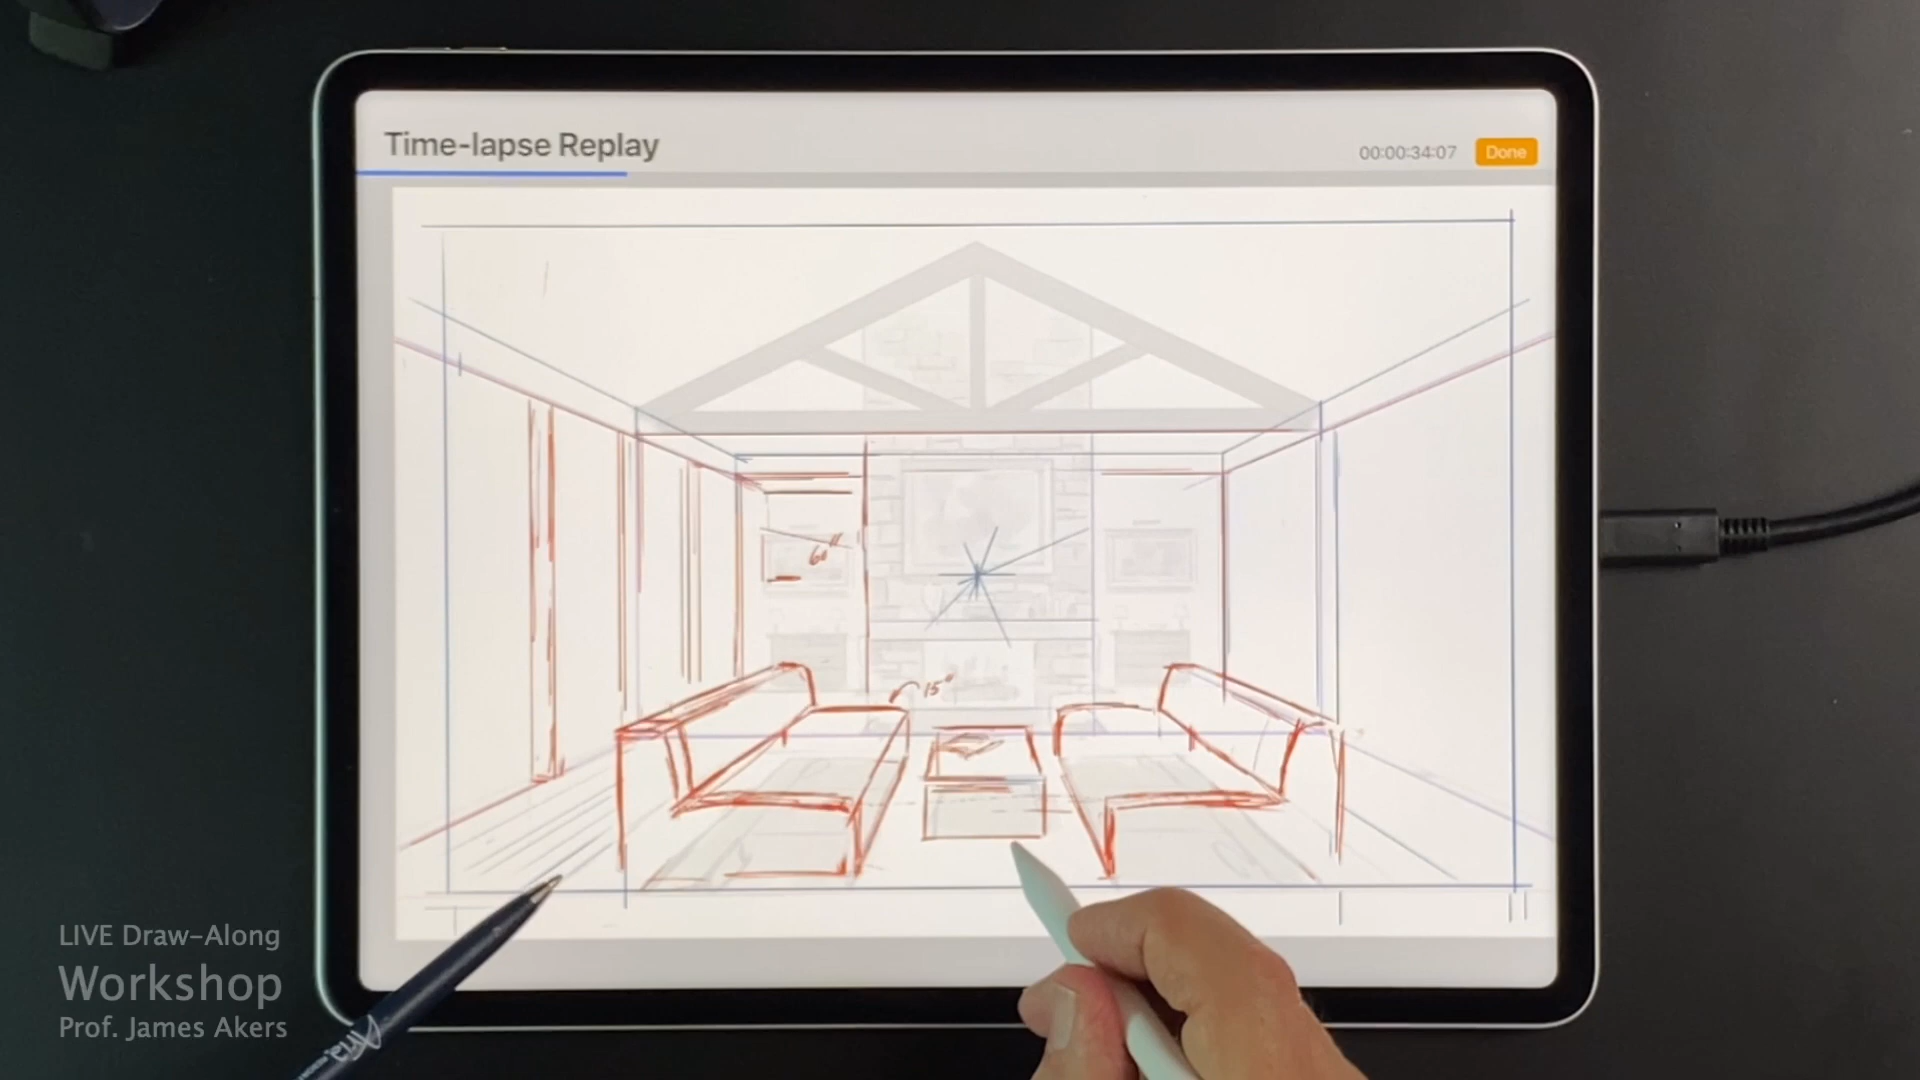 Time-lapse Replay
00:00:34:07
Done
60"
15"
LIVE Draw-Along
Workshop
Prof. James Akers